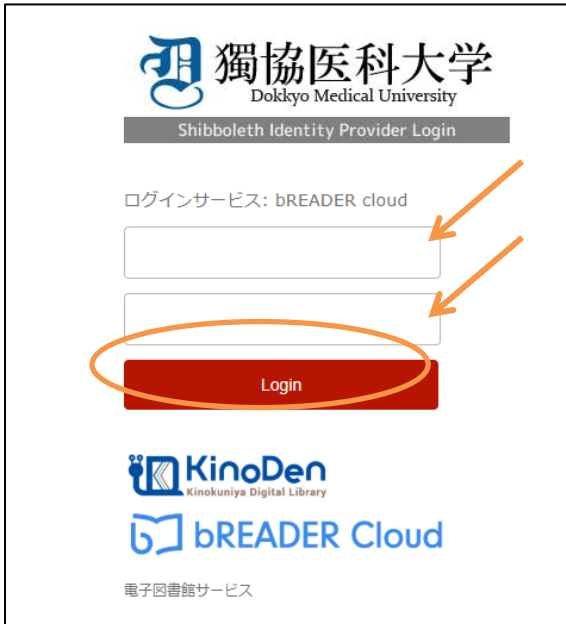 獨協医科大学
Dokkyo Medical University
Shibboleth Identity Provider Login
ログインサービス: bREADER cloud
Login
KinoDen
Kinokuniya Digital Library
bREADER Cloud
電子図書館サービス